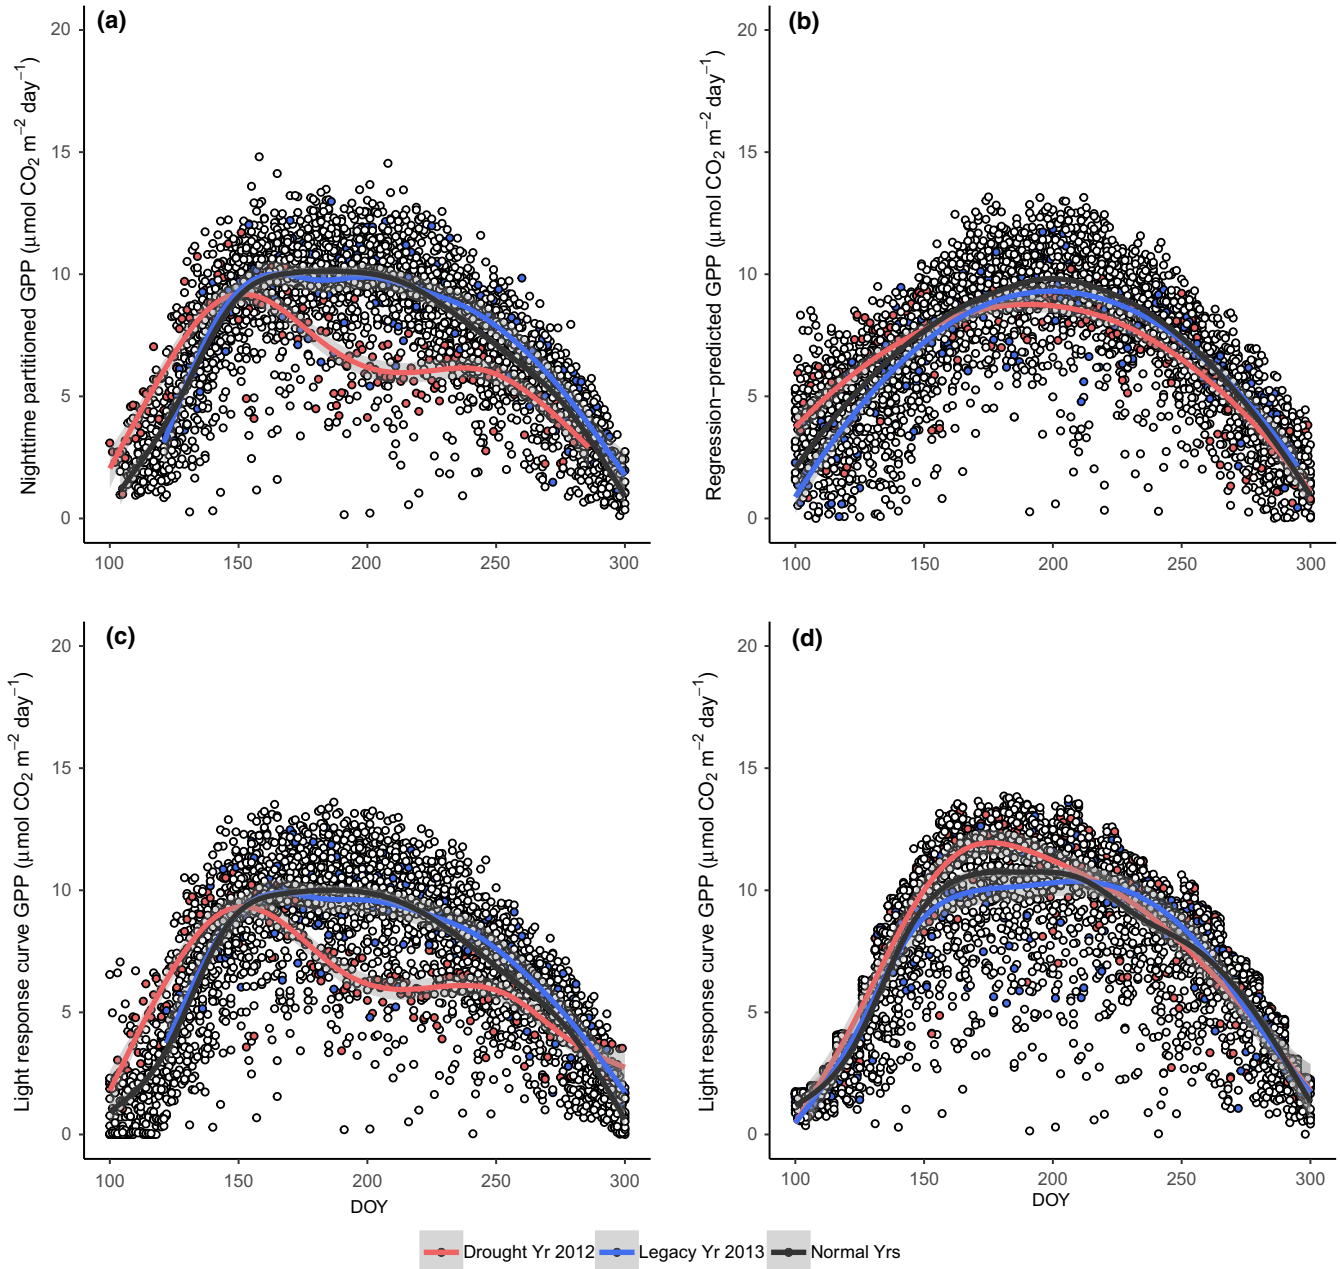 (a)
20
15
10
5
0
100 150 200 250 300
Nighttime partitioned GPP (µmol CO₂ m⁻² day⁻¹)
(b)
20
15
10
5
0
100 150 200 250 300
Regression−predicted GPP (µmol CO₂ m⁻² day⁻¹)
(c)
20
15
10
5
0
100 150 200 250 300
DOY
Light response curve GPP (µmol CO₂ m⁻² day⁻¹)
(d)
20
15
10
5
0
100 150 200 250 300
DOY
Light response curve GPP (µmol CO₂ m⁻² day⁻¹)
Drought Yr 2012 Legacy Yr 2013 Normal Yrs